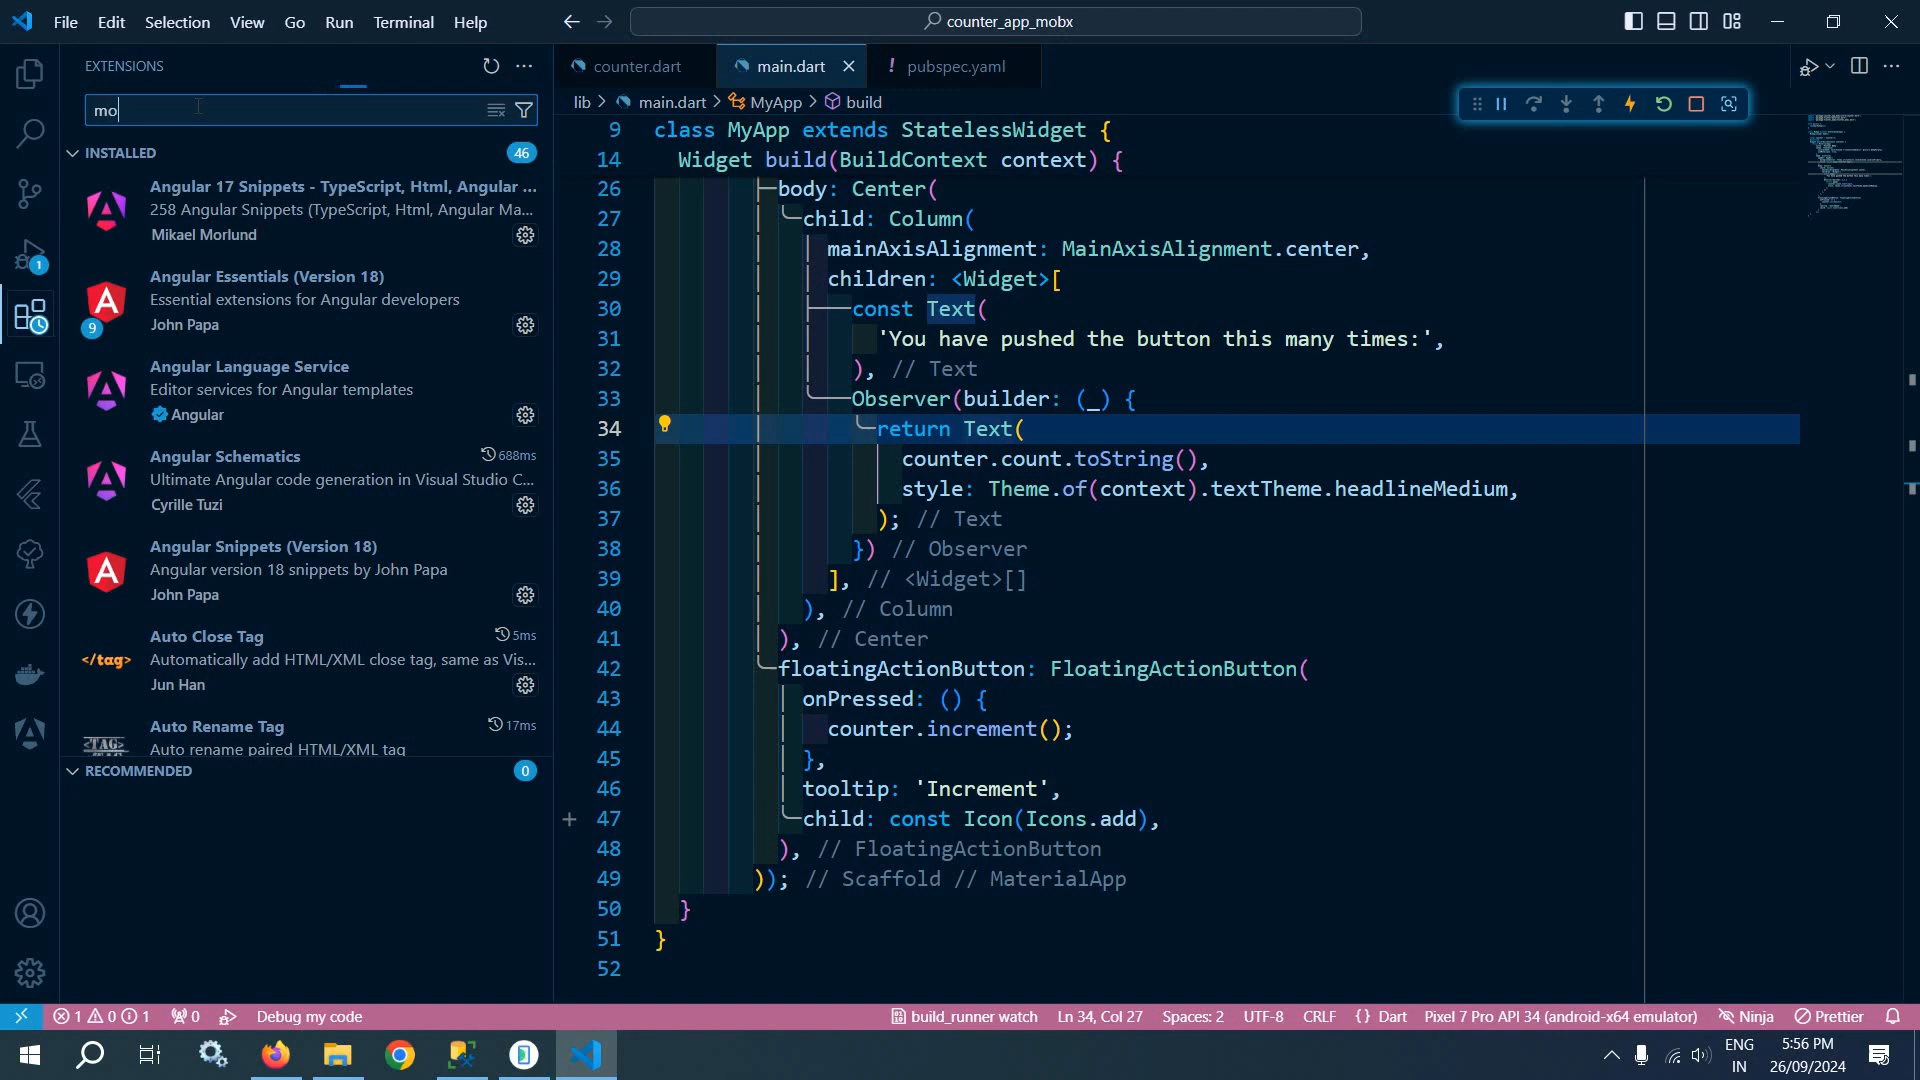 File Edit Selection View Go Run Terminal Help
counter_app_mobx
EXTENSIONS
mo
INSTALLED 46
Angular 17 Snippets - TypeScript, Html, Angular ...
258 Angular Snippets (TypeScript, Html, Angular Ma...
Mikael Morlund
Angular Essentials (Version 18)
Essential extensions for Angular developers
John Papa
9
Angular Language Service
Editor services for Angular templates
Angular
Angular Schematics 688ms
Ultimate Angular code generation in Visual Studio C...
Cyrille Tuzi
Angular Snippets (Version 18)
Angular version 18 snippets by John Papa
John Papa
Auto Close Tag 5ms
</tag> Automatically add HTML/XML close tag, same as Vis...
Jun Han
Auto Rename Tag 17ms
<TAG> Auto rename paired HTML/XML tag
RECOMMENDED 0
1
counter.dart main.dart pubspec.yaml
lib > main.dart > MyApp > build
9 class MyApp extends StatelessWidget {
14 Widget build(BuildContext context) {
26 body: Center(
27 child: Column(
28 mainAxisAlignment: MainAxisAlignment.center,
29 children: <Widget>[
30 const Text(
31 'You have pushed the button this many times:',
32 ), // Text
33 Observer(builder: (_) {
34 return Text(
35 counter.count.toString(),
36 style: Theme.of(context).textTheme.headlineMedium,
37 ); // Text
38 }) // Observer
39 ], // <Widget>[]
40 ), // Column
41 ), // Center
42 floatingActionButton: FloatingActionButton(
43 onPressed: () {
44 counter.increment();
45 },
46 tooltip: 'Increment',
47 child: const Icon(Icons.add),
48 ), // FloatingActionButton
49 )); // Scaffold // MaterialApp
50 }
51 }
52
1 0 1 0 Debug my code build_runner watch Ln 34, Col 27 Spaces: 2 UTF-8 CRLF {} Dart Pixel 7 Pro API 34 (android-x64 emulator) Ninja Prettier
ENG
IN
5:56 PM
26/09/2024